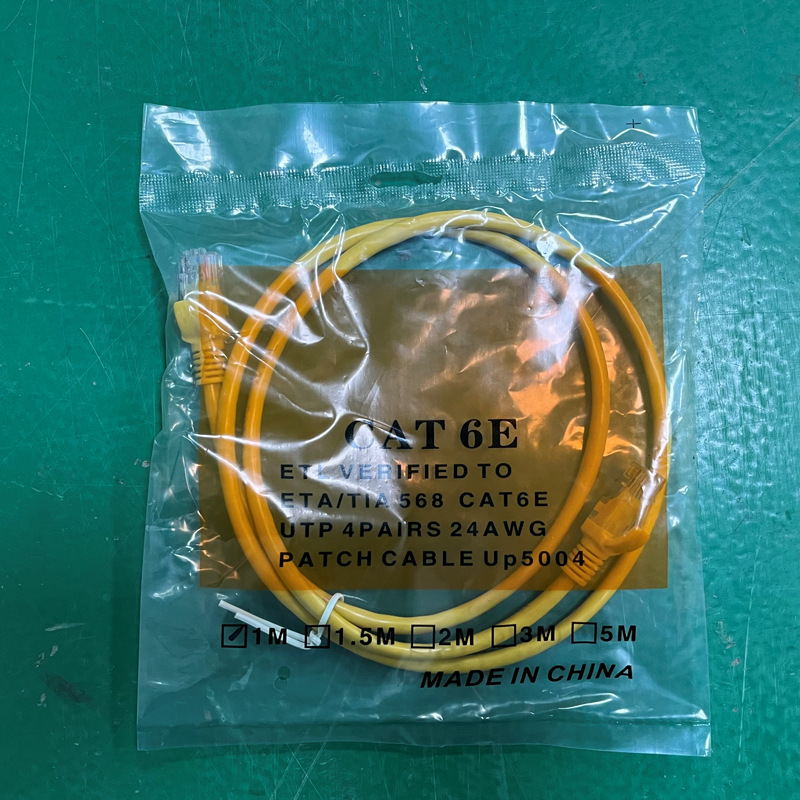 CAT 6E
ETL VERIFIED TO
ETA/TIA 568 CAT6E
UTP 4PAIRS 24AWG
PATCH CABLE Up5004
1M 1.5M 2M 3M 5M
MADE IN CHINA